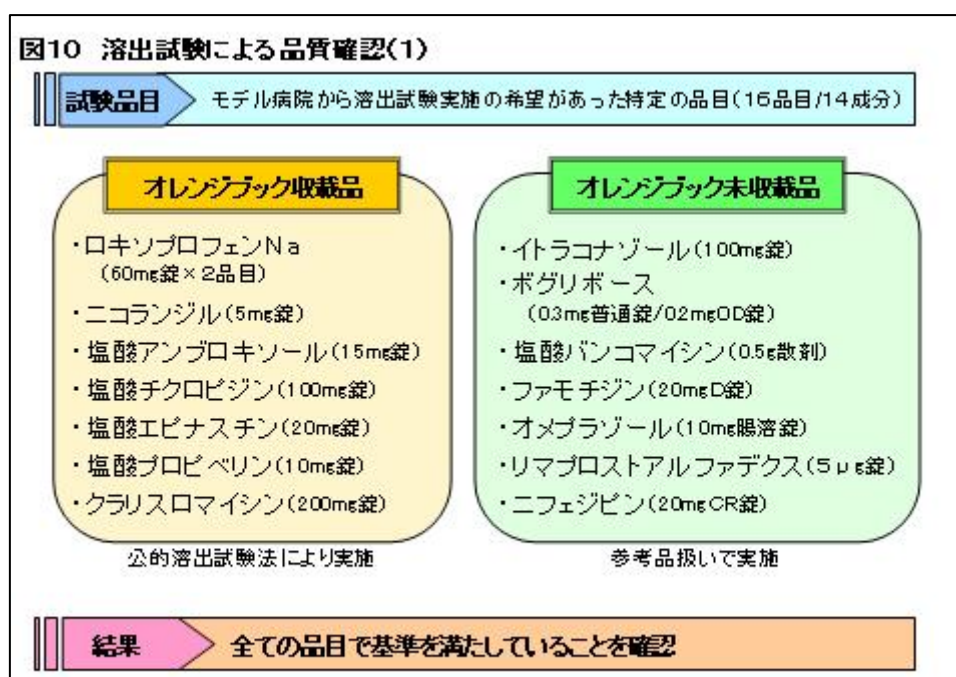 図10 溶出試験による品質確認(1)
試験品目
モデル病院から溶出試験実施の希望があった特定の品目(16品目/14成分)
オレンジブック収載品
・ロキソプロフェンNa
(60mg錠×2品目)
・ニコランジル(5mg錠)
・塩酸アンブロキソール(15mg錠)
・塩酸チクロピジン(100mg錠)
・塩酸エピナスチン(20mg錠)
・塩酸プロピベリン(10mg錠)
・クラリスロマイシン(200mg錠)
公的溶出試験法により実施
オレンジブック未収載品
・イトラコナゾール(100mg錠)
・ボグリボース
(0.3mg普通錠/0.2mgOD錠)
・塩酸バンコマイシン(0.5g散剤)
・ファモチジン(20mgD錠)
・オメプラゾール(10mg腸溶錠)
・リマプロストアルファデクス(5μg錠)
・ニフェジピン(20mgCR錠)
参考品扱いで実施
結果
全ての品目で基準を満たしていることを確認